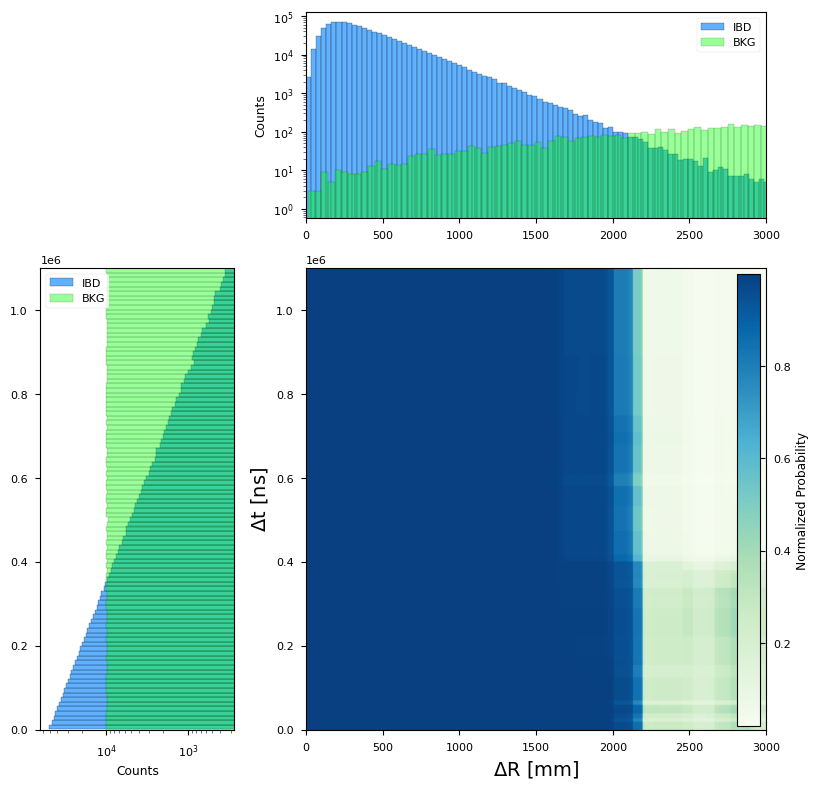 10^5
10^4
10^3
10^2
10^1
10^0
Counts
IBD
BKG
0 500 1000 1500 2000 2500 3000
1e6
IBD
BKG
1.0
0.8
0.6
0.4
0.2
0.0
10^4 10^3
Counts
1e6
1.0
0.8
0.6
0.4
0.2
0.0
Δt [ns]
0 500 1000 1500 2000 2500 3000
ΔR [mm]
0.8
0.6
0.4
0.2
Normalized Probability